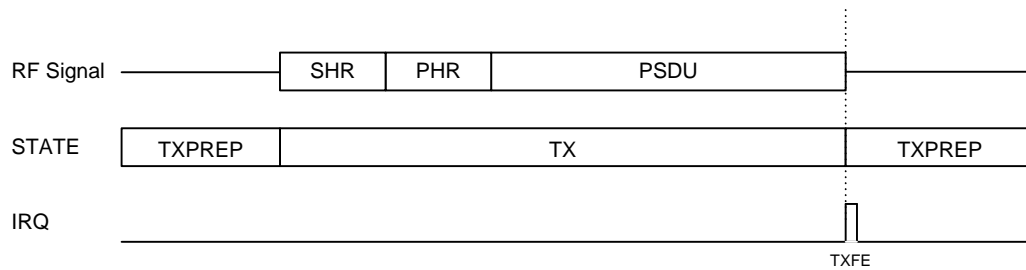 RF Signal SHR PHR PSDU
STATE TXPREP TX TXPREP
IRQ
TXFE